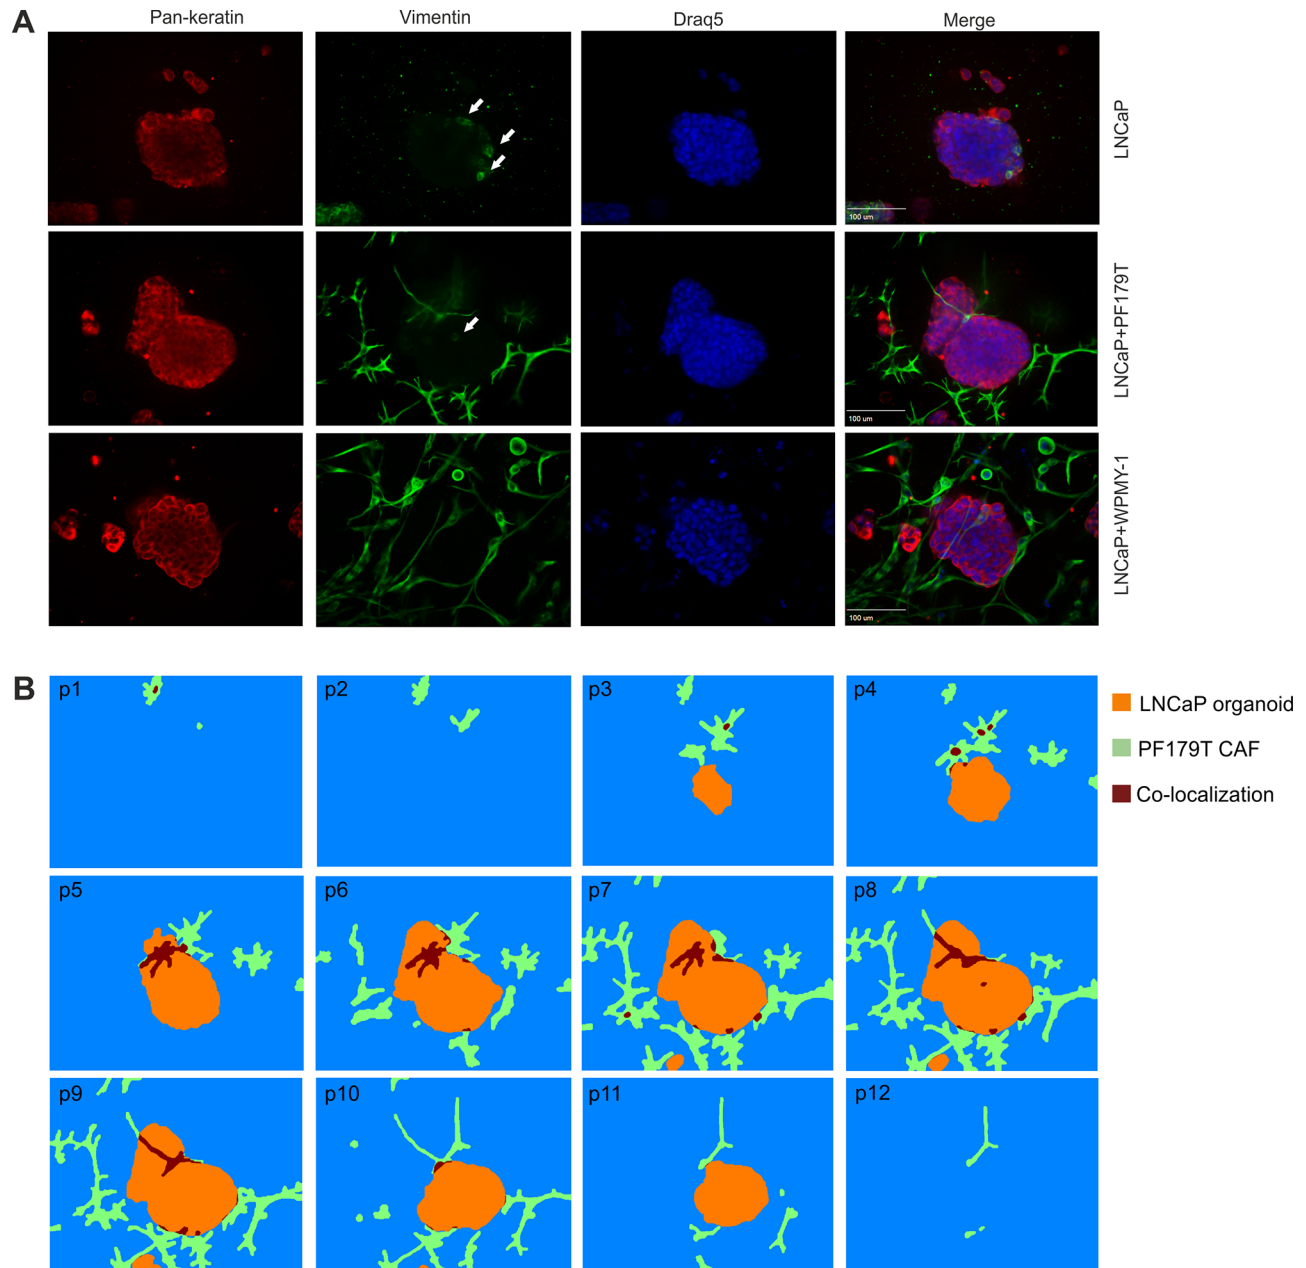 A
Pan-keratin Vimentin Draq5 Merge
LNCaP
100 um
LNCaP+PF179T
100 um
LNCaP+WPMY-1
100 um
B
p1 p2 p3 p4
LNCaP organoid
PF179T CAF
Co-localization
p5 p6 p7 p8
p9 p10 p11 p12